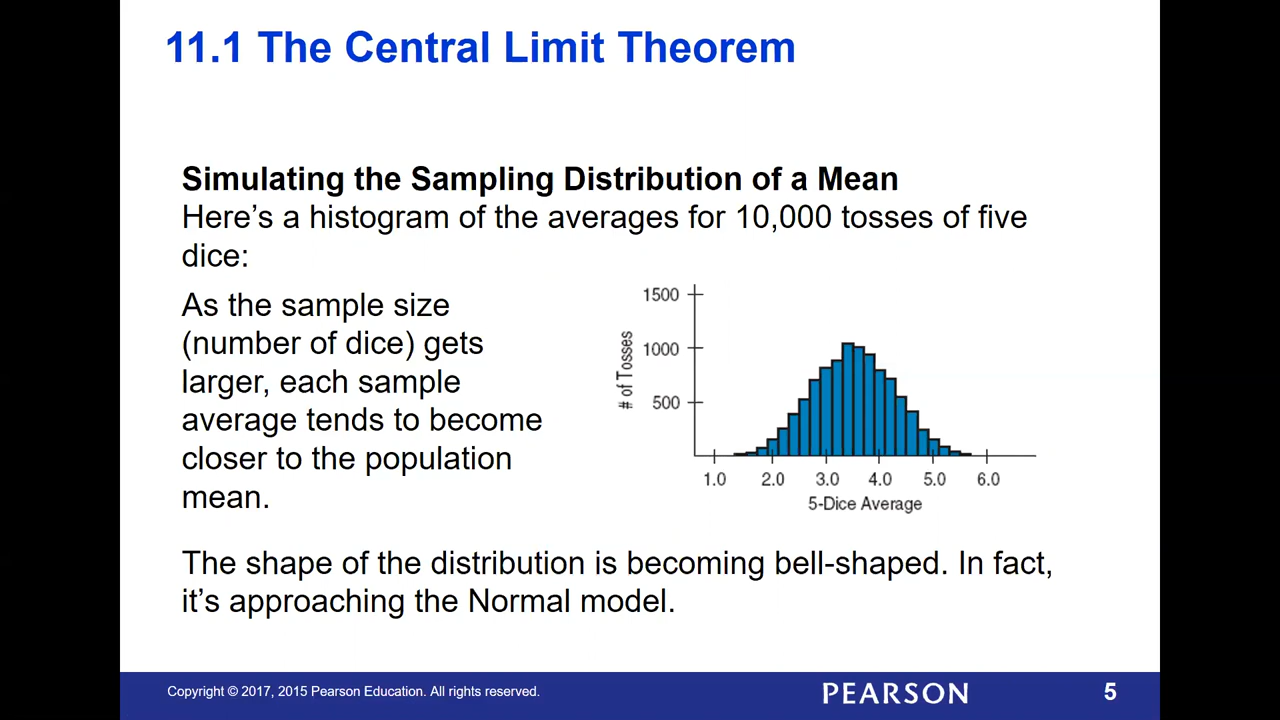 11.1 The Central Limit Theorem
Simulating the Sampling Distribution of a Mean
Here’s a histogram of the averages for 10,000 tosses of five
dice:
As the sample size
(number of dice) gets
larger, each sample
average tends to become
closer to the population
mean.
1500
1000
500
# of Tosses
1.0 2.0 3.0 4.0 5.0 6.0
5-Dice Average
The shape of the distribution is becoming bell-shaped. In fact,
it’s approaching the Normal model.
Copyright © 2017, 2015 Pearson Education. All rights reserved.
PEARSON
5